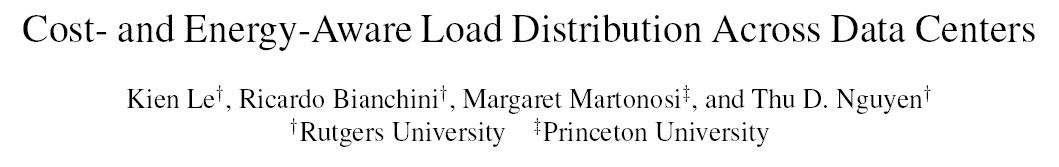 Cost- and Energy-Aware Load Distribution Across Data Centers
Kien Le†, Ricardo Bianchini†, Margaret Martonosi‡, and Thu D. Nguyen†
†Rutgers University ‡Princeton University